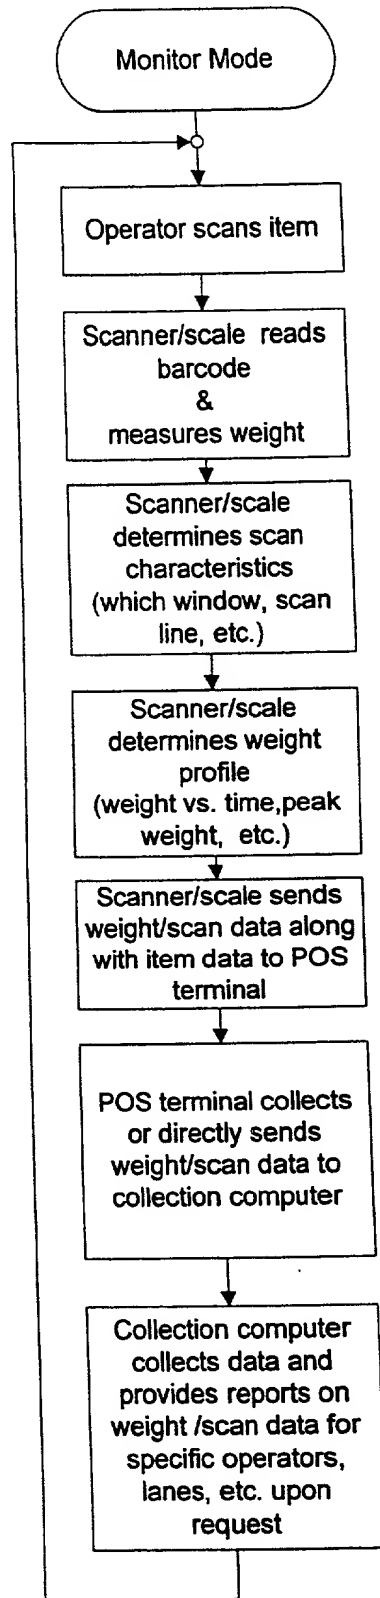 Monitor Mode
Operator scans item
Scanner/scale reads
barcode
&
measures weight
Scanner/scale
determines scan
characteristics
(which window, scan
line, etc.)
Scanner/scale
determines weight
profile
(weight vs. time,peak
weight, etc.)
Scanner/scale sends
weight/scan data along
with item data to POS
terminal
POS terminal collects
or directly sends
weight/scan data to
collection computer
Collection computer
collects data and
provides reports on
weight /scan data for
specific operators,
lanes, etc. upon
request